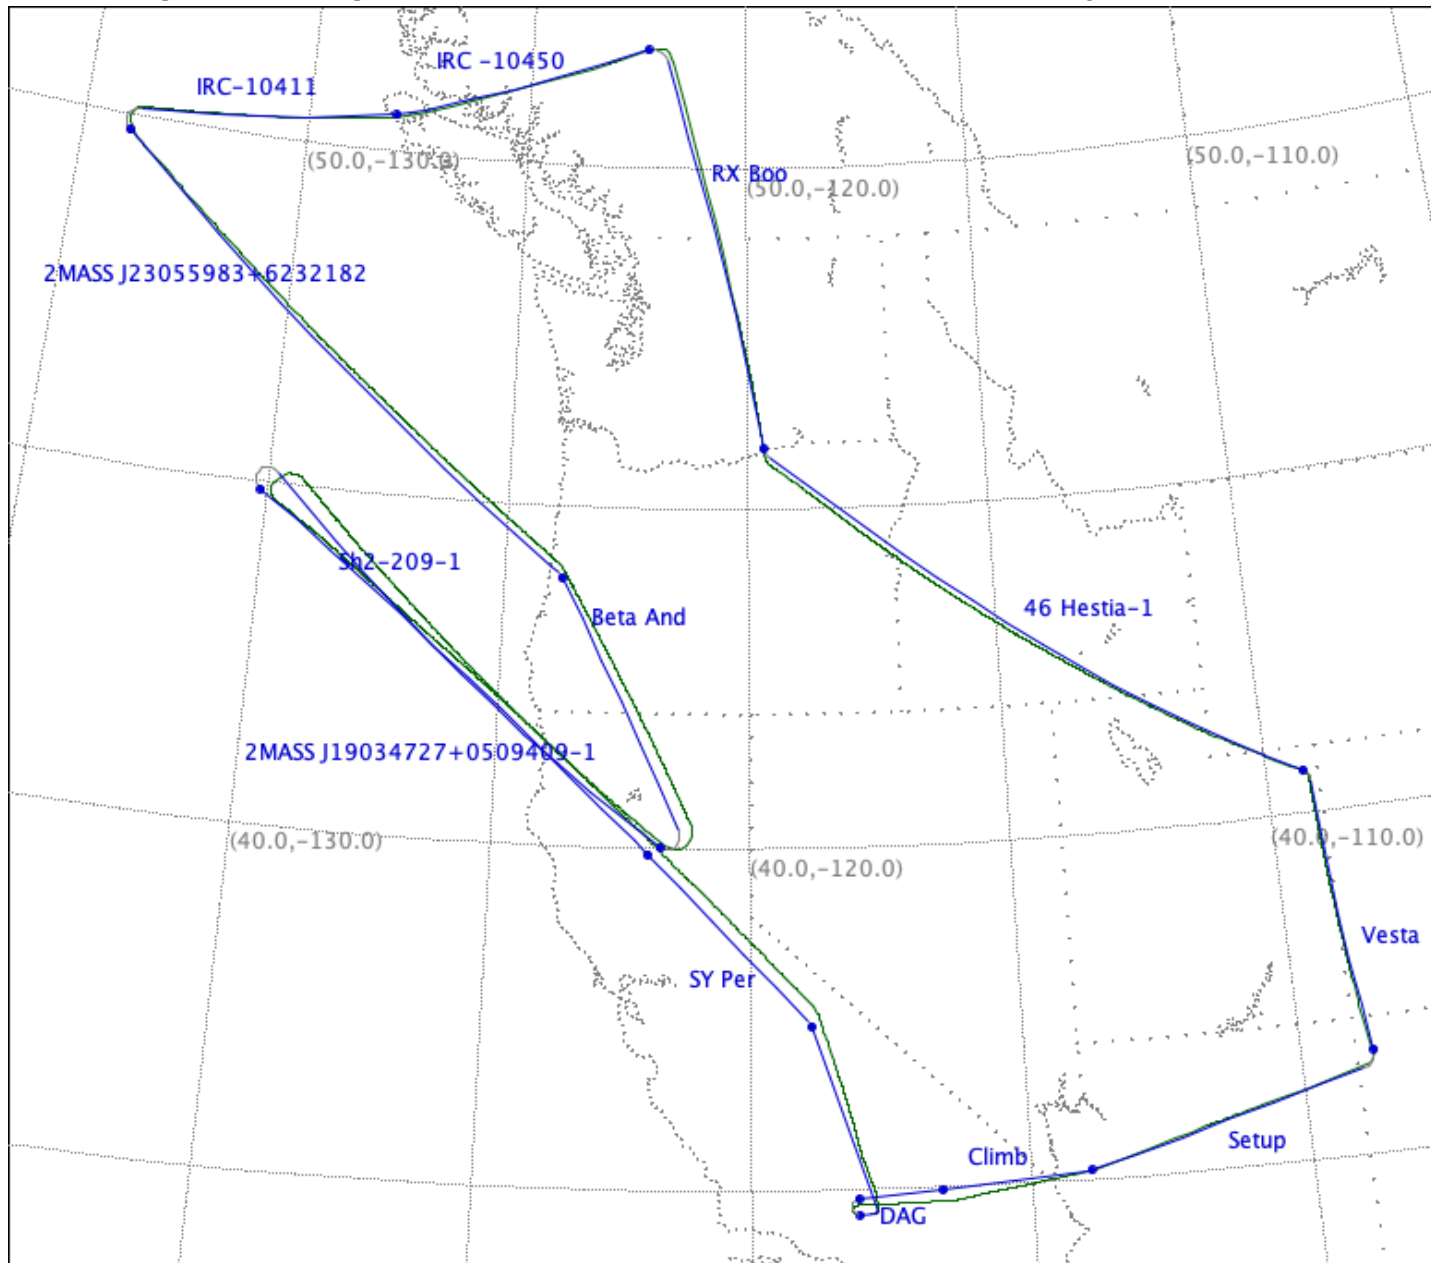 IRC -10450
IRC-10411
(50.0,-130.0)
(50.0,-110.0)
RX Boo
(50.0,-120.0)
2MASS J23055983+6232182
Sh2-209-1
46 Hestia-1
Beta And
2MASS J19034727+0509409-1
(40.0,-130.0)
(40.0,-110.0)
(40.0,-120.0)
Vesta
SY Per
Setup
Climb
DAG